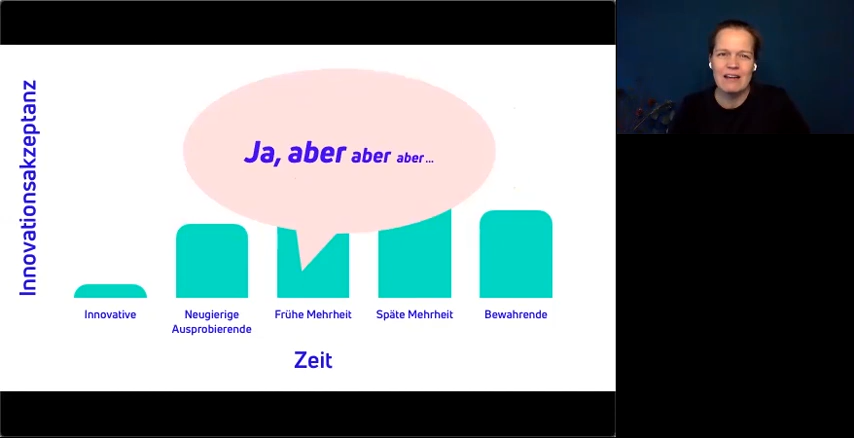 Innovationsakzeptanz
Ja, aber aber aber ...
Innovative
Neugierige
Ausprobierende
Frühe Mehrheit
Späte Mehrheit
Bewahrende
Zeit